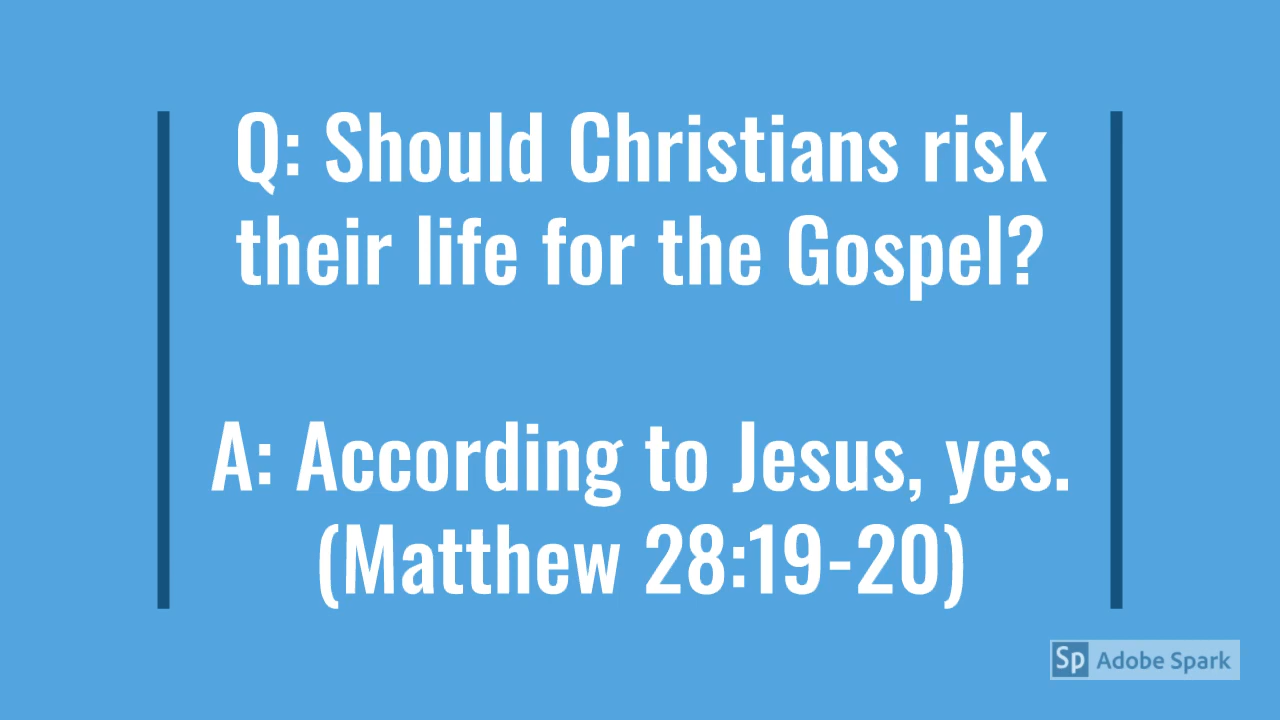 Q: Should Christians risk
their life for the Gospel?
A: According to Jesus, yes.
(Matthew 28:19-20)
Sp Adobe Spark